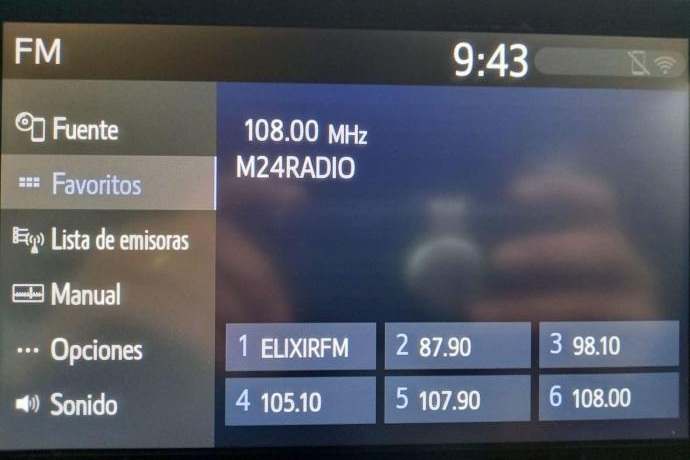 FM
9:43
Fuente
108.00 MHz
M24RADIO
Favoritos
Lista de emisoras
Manual
Opciones
Sonido
1 ELIXIRFM
2 87.90
3 98.10
4 105.10
5 107.90
6 108.00